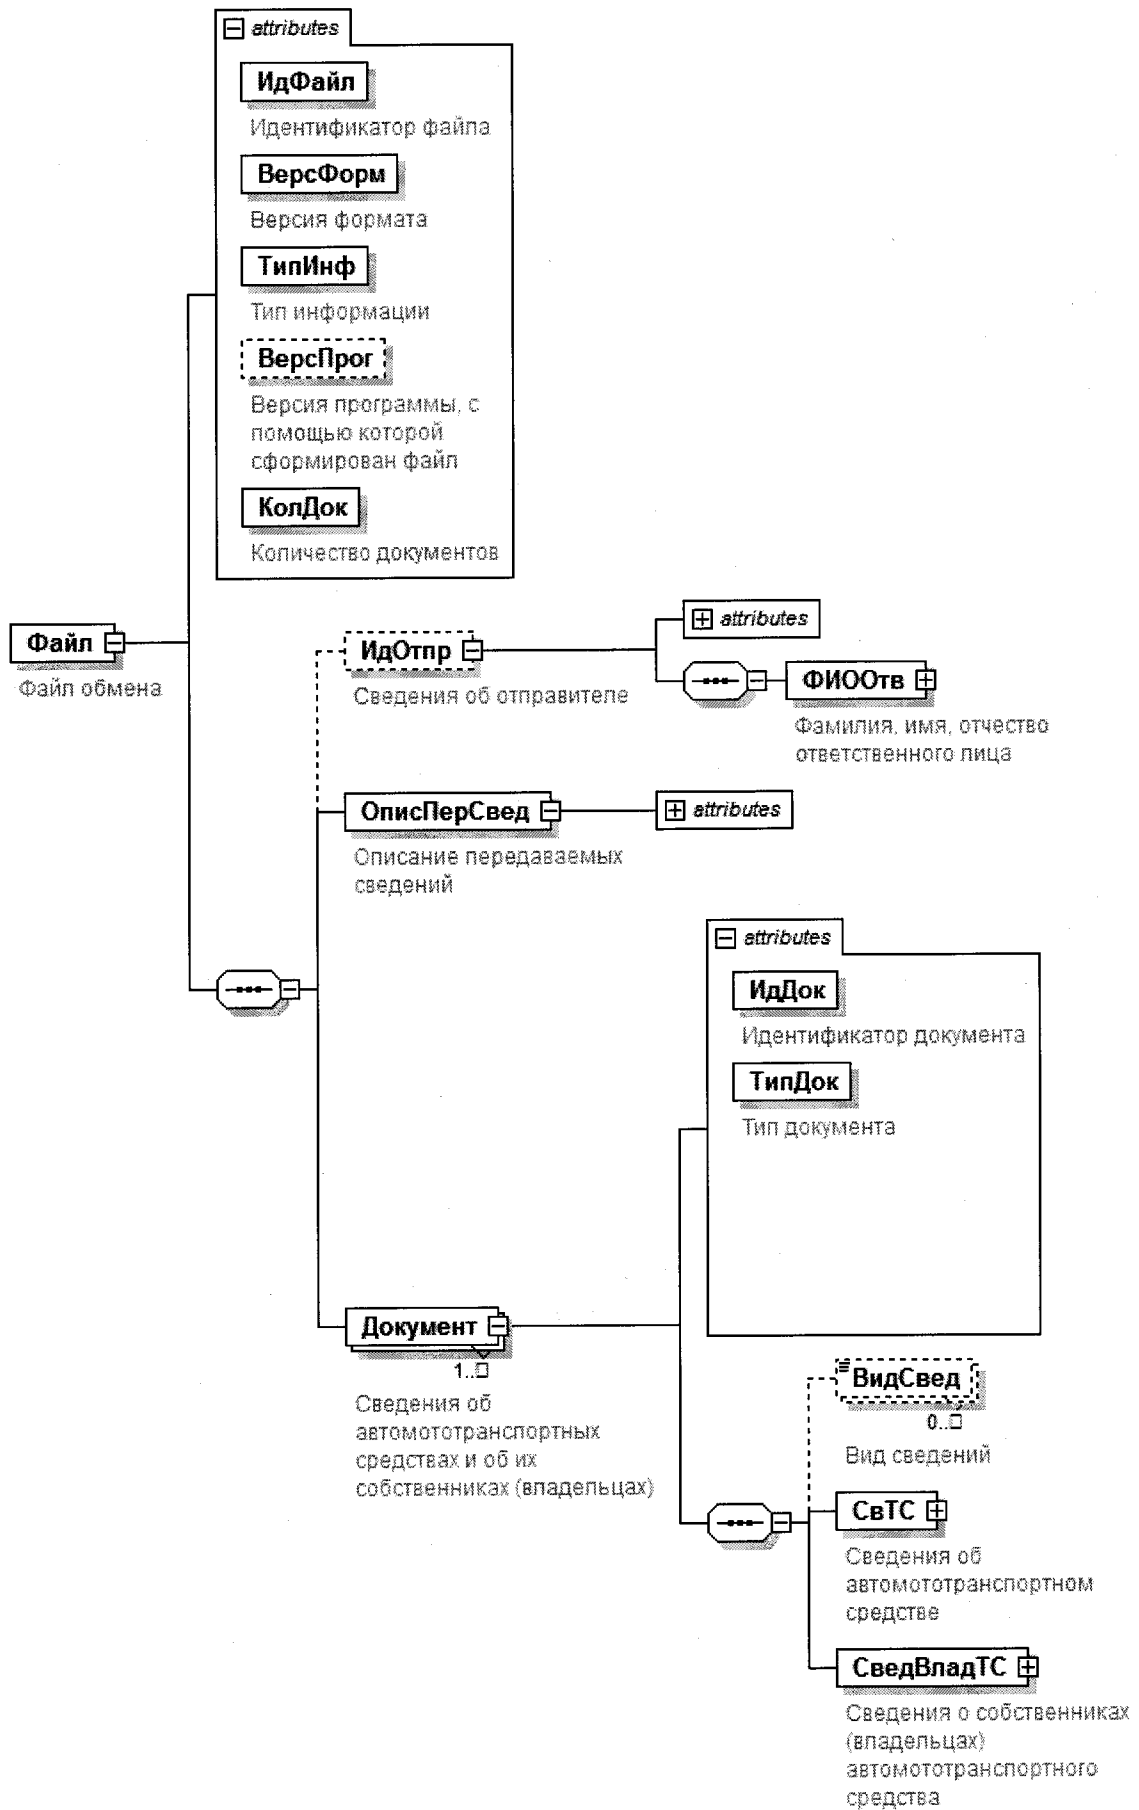 attributes
ИдФайл
Идентификатор файла
ВерсФорм
Версия формата
ТипИнф
Тип информации
ВерсПрог
Версия программы, с
помощью которой
сформирован файл
КолДок
Количество документов
Файл
Файл обмена
ИдОтпр
Сведения об отправителе
attributes
ФИООтв
Фамилия, имя, отчество
ответственного лица
ОписПерСвед
Описание передаваемых
сведений
attributes
attributes
ИдДок
Идентификатор документа
ТипДок
Тип документа
Документ
1..
Сведения об
автомототранспортных
средствах и об их
собственниках (владельцах)
ВидСвед
0..
Вид сведений
СвТС
Сведения об
автомототранспортном
средстве
СведВладТС
Сведения о собственниках
(владельцах)
автомототранспортного
средства